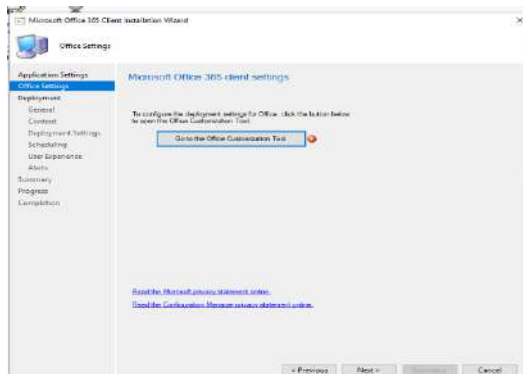 Microsoft Office 365 Client Installation Wizard
Office Settings
Application Settings
Office Settings
Deployment
General
Content
Deployment Settings
Scheduling
User Experience
Alerts
Summary
Progress
Completion
Microsoft Office 365 client settings
To configure the deployment settings for Office, click the button below
to open the Office Customization Tool.
Go to the Office Customization Tool
Read the Microsoft privacy statement online.
Read the Configuration Manager privacy statement online.
< Previous
Next >
Summary
Cancel